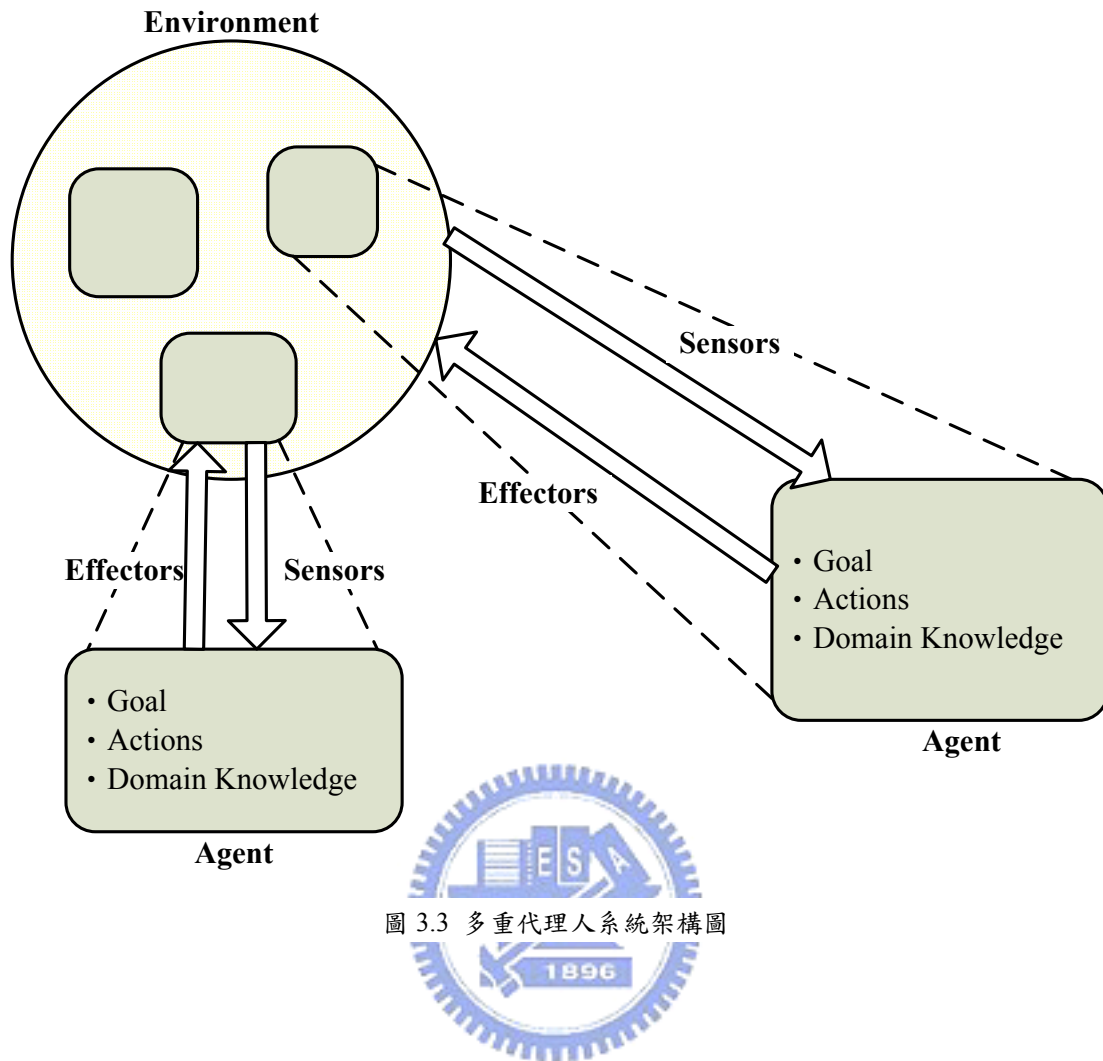 Environment
Sensors
Effectors
Effectors
Sensors
・Goal
・Actions
・Domain Knowledge
Agent
・Goal
・Actions
・Domain Knowledge
Agent
E S A
圖 3.3 多重代理人系統架構圖
1896